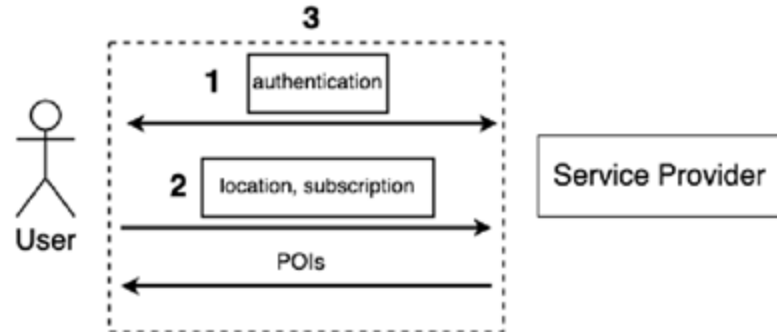 3
1
authentication
2
location, subscription
Service Provider
User
POIs